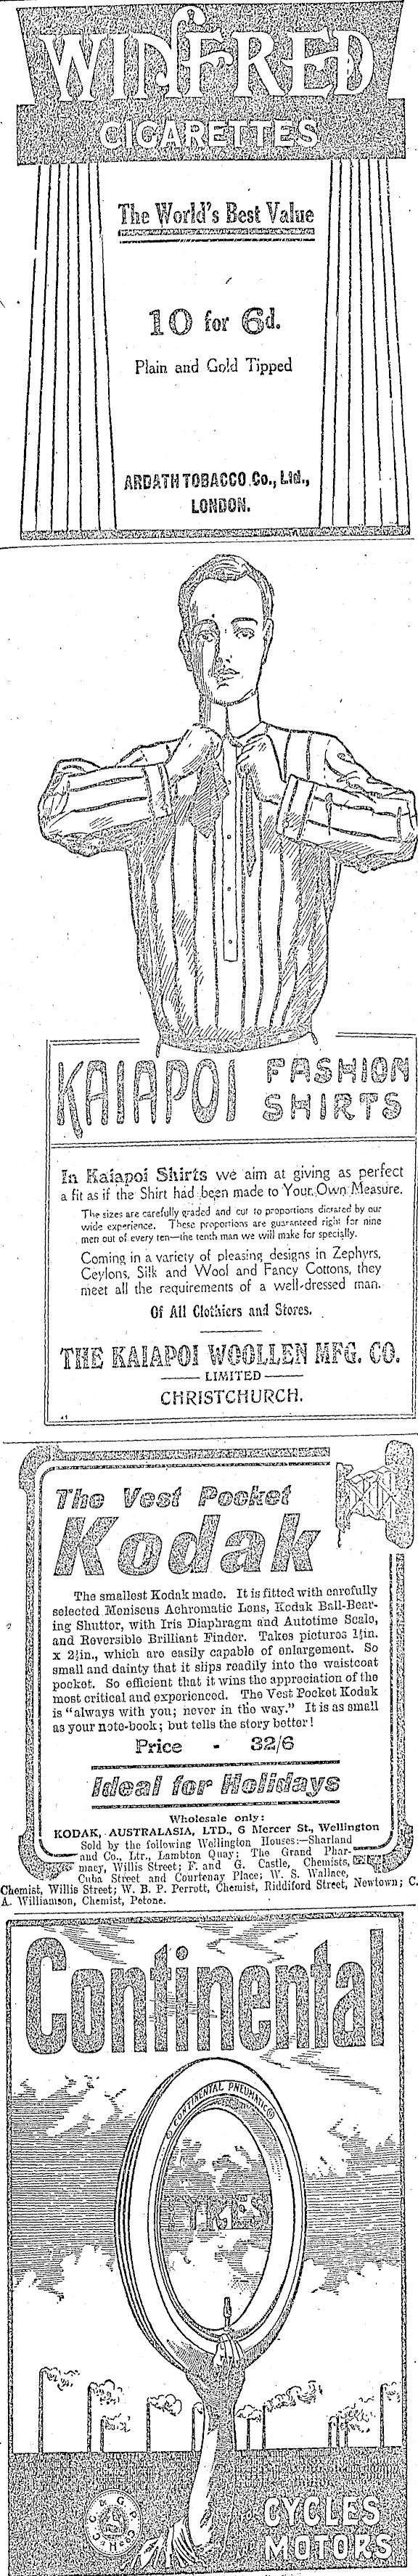 WINFRED
CIGARETTES
The World's Best Value
10 for 6d.
Plain and Gold Tipped
ARDATH TOBACCO Co., Ltd.,
LONDON.
KAIAPOI FASHION
SHIRTS
In Kaiapoi Shirts we aim at giving as perfect
a fit as if the Shirt had been made to Your Own Measure.
The sizes are carefully graded and cut to proportions dictated by our
wide experience. These proportions are guaranteed right for nine
men out of every ten—the tenth man we will make for specially.
Coming in a variety of pleasing designs in Zephyrs,
Ceylons, Silk and Wool and Fancy Cottons, they
meet all the requirements of a well-dressed man.
Of All Clothiers and Stores.
THE KAIAPOI WOOLLEN MFG. CO.
LIMITED
CHRISTCHURCH.
41
The Vest Pocket
Kodak
The smallest Kodak made. It is fitted with carefully
selected Meniscus Achromatic Lens, Kodak Ball-Bear-
ing Shutter, with Iris Diaphragm and Autotime Scale,
and Reversible Brilliant Finder. Takes pictures 1⅝in.
x 2½in., which are easily capable of enlargement. So
small and dainty that it slips readily into the waistcoat
pocket. So efficient that it wins the appreciation of the
most critical and experienced. The Vest Pocket Kodak
is "always with you; never in the way." It is as small
as your note-book; but tells the story better!
Price - 32/6
Ideal for Holidays
Wholesale only:
KODAK, AUSTRALASIA, LTD., 6 Mercer St., Wellington
Sold by the following Wellington Houses:—Sharland
and Co., Ltr., Lambton Quay; The Grand Phar-
macy, Willis Street; F. and G. Castle, Chemists,
Cuba Street and Courtenay Place; W. S. Wallace,
Chemist, Willis Street; W. B. P. Perrott, Chemist, Riddiford Street, Newtown; C.
A. Williamson, Chemist, Petone.
Continental
CONTINENTAL PNEUMATIC
TYRES
C. & G. P.
CYCLES
MOTORS